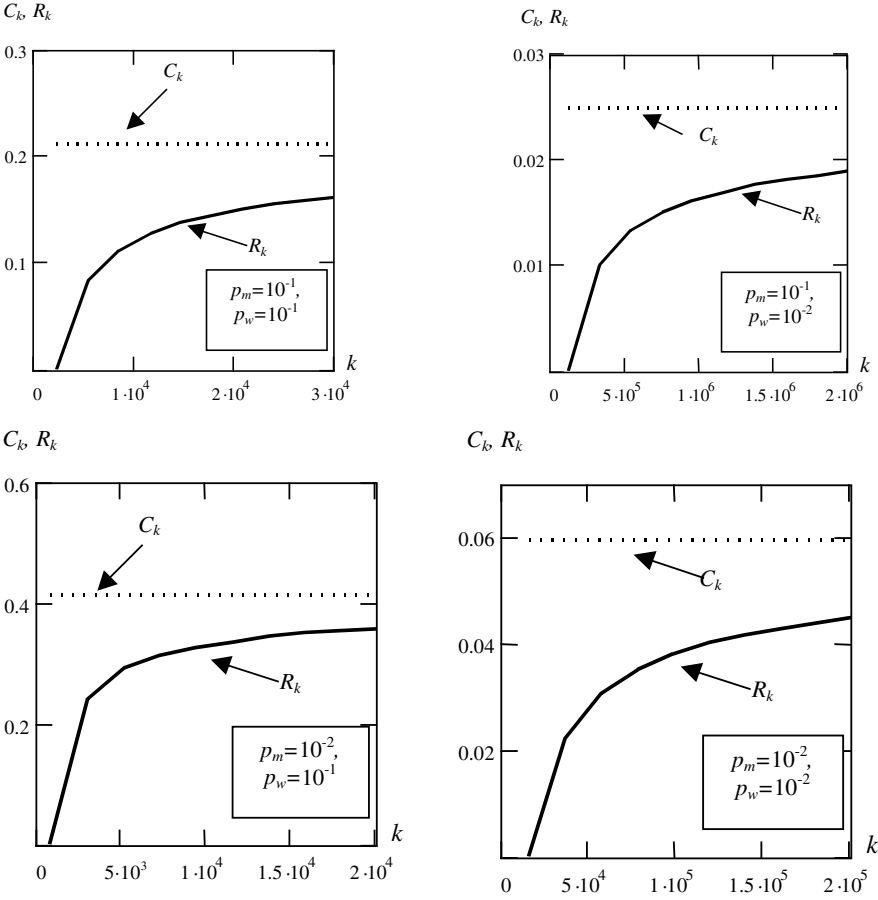 C_k, R_k
0.3
C_k
0.2
R_k
0.1
p_m=10^-1,
p_w=10^-1
k
0 1·10^4 2·10^4 3·10^4
C_k, R_k
0.03
C_k
0.02
R_k
0.01
p_m=10^-1,
p_w=10^-2
k
0 5·10^5 1·10^6 1.5·10^6 2·10^6
C_k, R_k
0.6
C_k
0.4
R_k
0.2
p_m=10^-2,
p_w=10^-1
k
0 5·10^3 1·10^4 1.5·10^4 2·10^4
C_k, R_k
0.06
C_k
0.04
R_k
0.02
p_m=10^-2,
p_w=10^-2
k
0 5·10^4 1·10^5 1.5·10^5 2·10^5